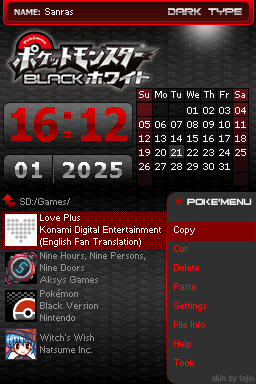 NAME: Sanras
DARK TYPE
ポケットモンスター
BLACK・ホワイト
16:12
01 2025
Su Mo Tu We Th Fr Sa
01 02 03 04
05 06 07 08 09 10 11
12 13 14 15 16 17 18
19 20 21 22 23 24 25
26 27 28 29 30 31
SD:/Games/
Love Plus
Konami Digital Entertainment
(English Fan Translation)
Nine Hours, Nine Persons,
Nine Doors
Aksys Games
Pokémon
Black Version
Nintendo
Witch's Wish
Natsume Inc.
POKE'MENU
Copy
Cut
Delete
Paste
Settings
File Info
Help
Tools
skin by tajio